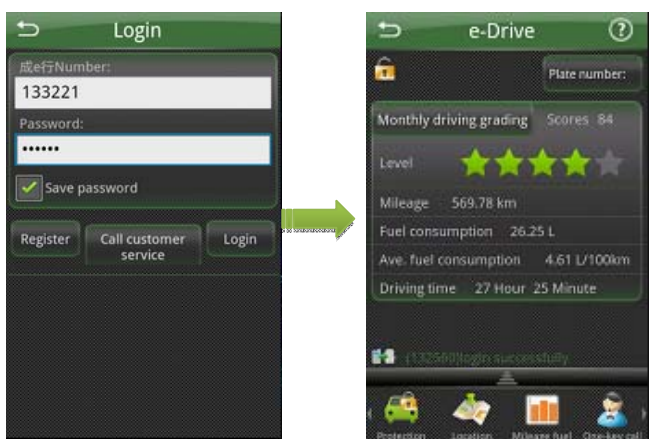 Login
成e行Number:
133221
Password:
••••••
Save password
Register
Call customer
service
Login
e-Drive
?
Plate number:
Monthly driving grading Scores 84
Level
Mileage 569.78 km
Fuel consumption 26.25 L
Ave. fuel consumption 4.61 L/100km
Driving time 27 Hour 25 Minute
(132560)login successfully
Protection Location Mileage fuel One-key call